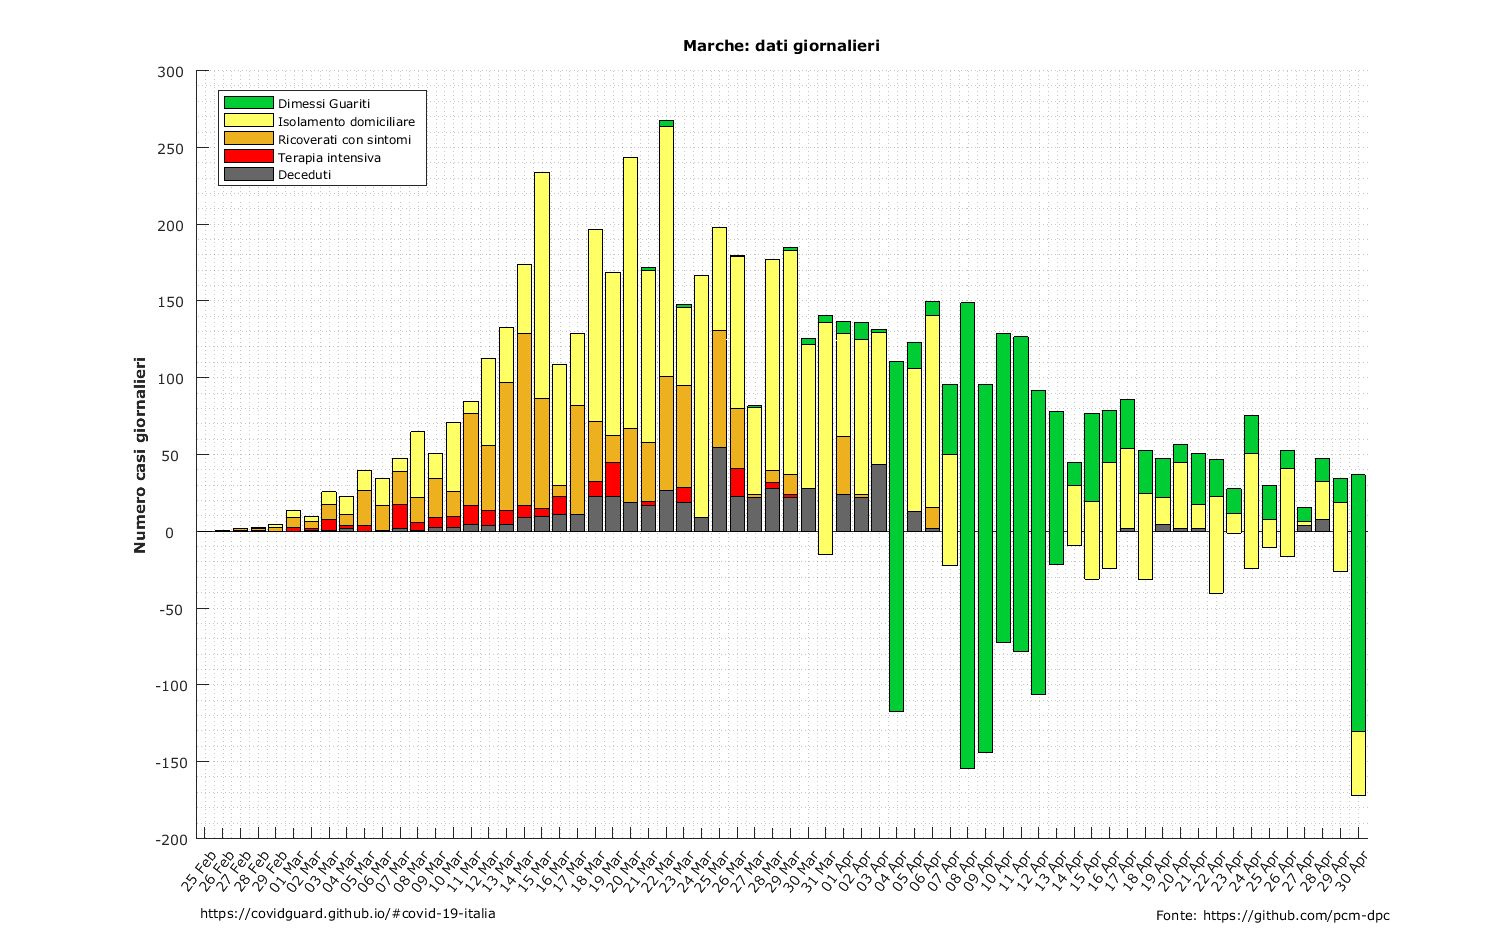 Marche: dati giornalieri
300
250
200
150
100
50
0
-50
-100
-150
-200
Numero casi giornalieri
Dimessi Guariti
Isolamento domiciliare
Ricoverati con sintomi
Terapia intensiva
Deceduti
25 Feb
26 Feb
27 Feb
28 Feb
29 Feb
01 Mar
02 Mar
03 Mar
04 Mar
05 Mar
06 Mar
07 Mar
08 Mar
09 Mar
10 Mar
11 Mar
12 Mar
13 Mar
14 Mar
15 Mar
16 Mar
17 Mar
18 Mar
19 Mar
20 Mar
21 Mar
22 Mar
23 Mar
24 Mar
25 Mar
26 Mar
27 Mar
28 Mar
29 Mar
30 Mar
31 Mar
01 Apr
02 Apr
03 Apr
04 Apr
05 Apr
06 Apr
07 Apr
08 Apr
09 Apr
10 Apr
11 Apr
12 Apr
13 Apr
14 Apr
15 Apr
16 Apr
17 Apr
18 Apr
19 Apr
20 Apr
21 Apr
22 Apr
23 Apr
24 Apr
25 Apr
26 Apr
27 Apr
28 Apr
29 Apr
30 Apr
https://covidguard.github.io/#covid-19-italia
Fonte: https://github.com/pcm-dpc